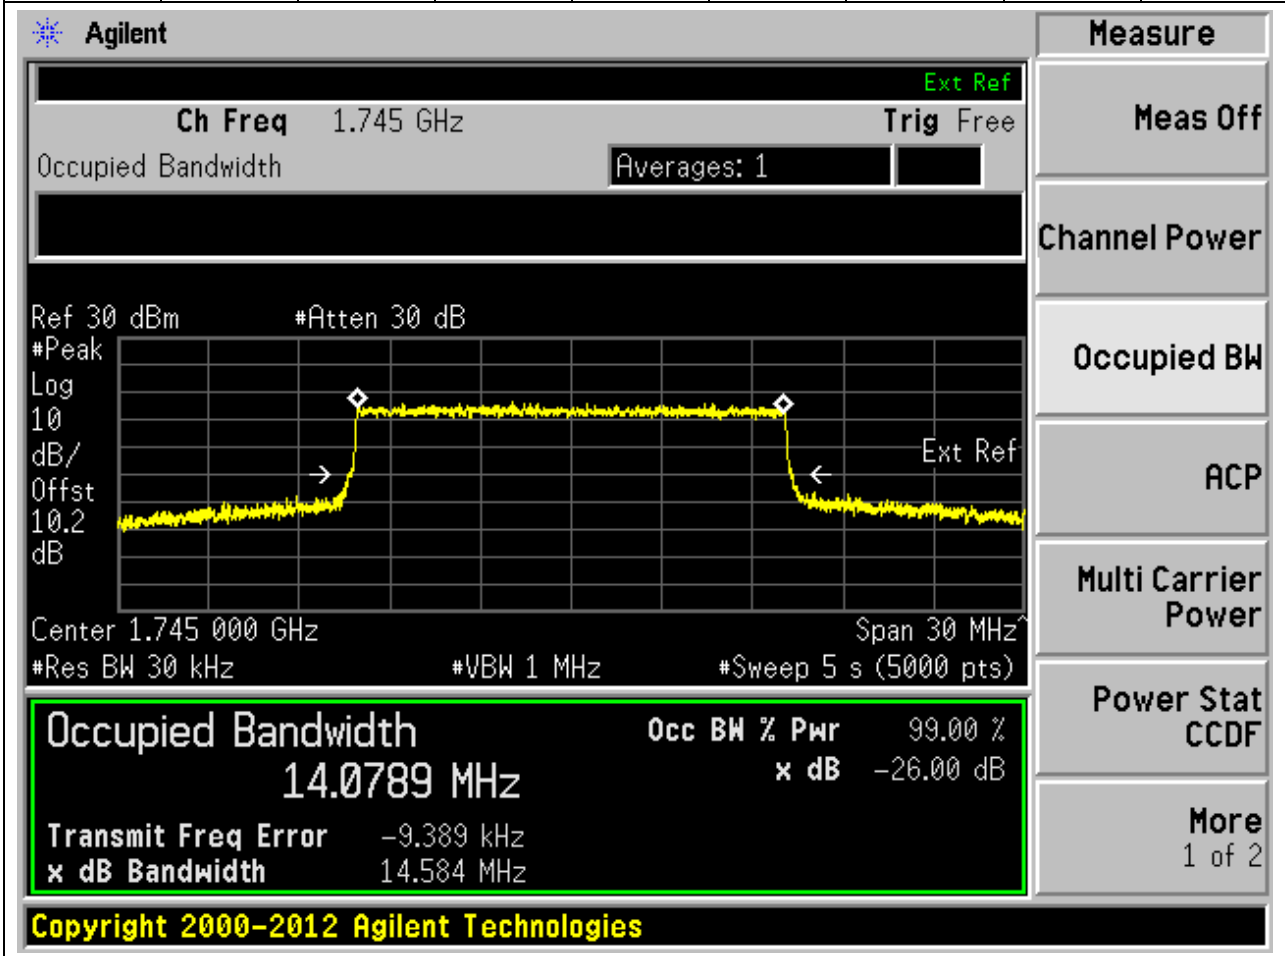 Agilent
Measure
Ext Ref
Ch Freq 1.745 GHz
Trig Free
Meas Off
Occupied Bandwidth
Averages: 1
Channel Power
Ref 30 dBm
#Atten 30 dB
#Peak
Log
10
dB/
Offst
10.2
dB
Ext Ref
Occupied BW
ACP
Center 1.745 000 GHz
Span 30 MHz^
#Res BW 30 kHz
#VBW 1 MHz
#Sweep 5 s (5000 pts)
Multi Carrier
Power
Occupied Bandwidth
14.0789 MHz
Occ BW % Pwr 99.00 %
x dB -26.00 dB
Transmit Freq Error -9.389 kHz
x dB Bandwidth 14.584 MHz
Power Stat
CCDF
More
1 of 2
Copyright 2000-2012 Agilent Technologies